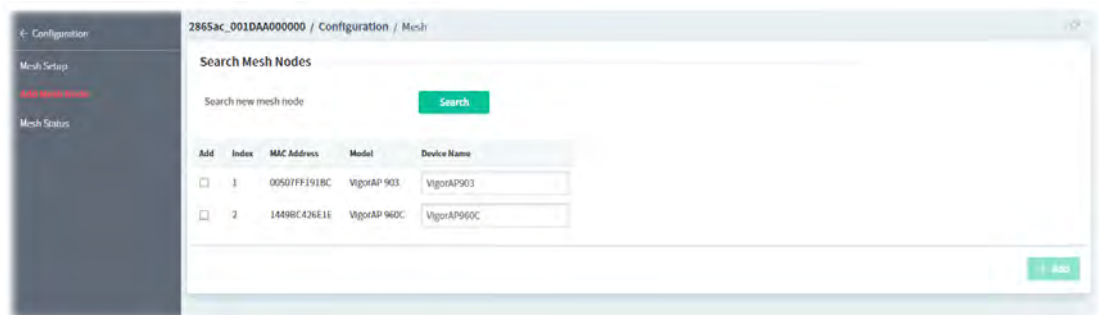 ← Configuration
Mesh Setup
Mesh Status
2865ac_001DAA000000 / Configuration / Mesh
Search Mesh Nodes
Search new mesh node
Search
Add Index MAC Address Model Device Name
1 00507FF191BC VigorAP 903 VigorAP903
2 1449BC426E1E VigorAP 960C VigorAP960C
+ Add